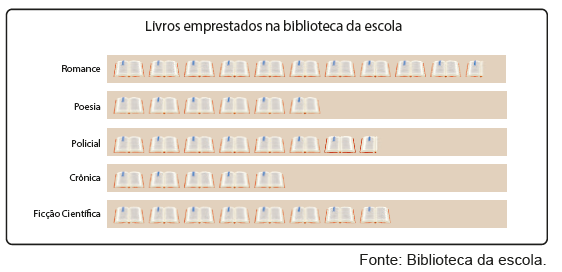 Livros emprestados na biblioteca da escola
Romance
Poesia
Policial
Crônica
Ficção Científica
Fonte: Biblioteca da escola.